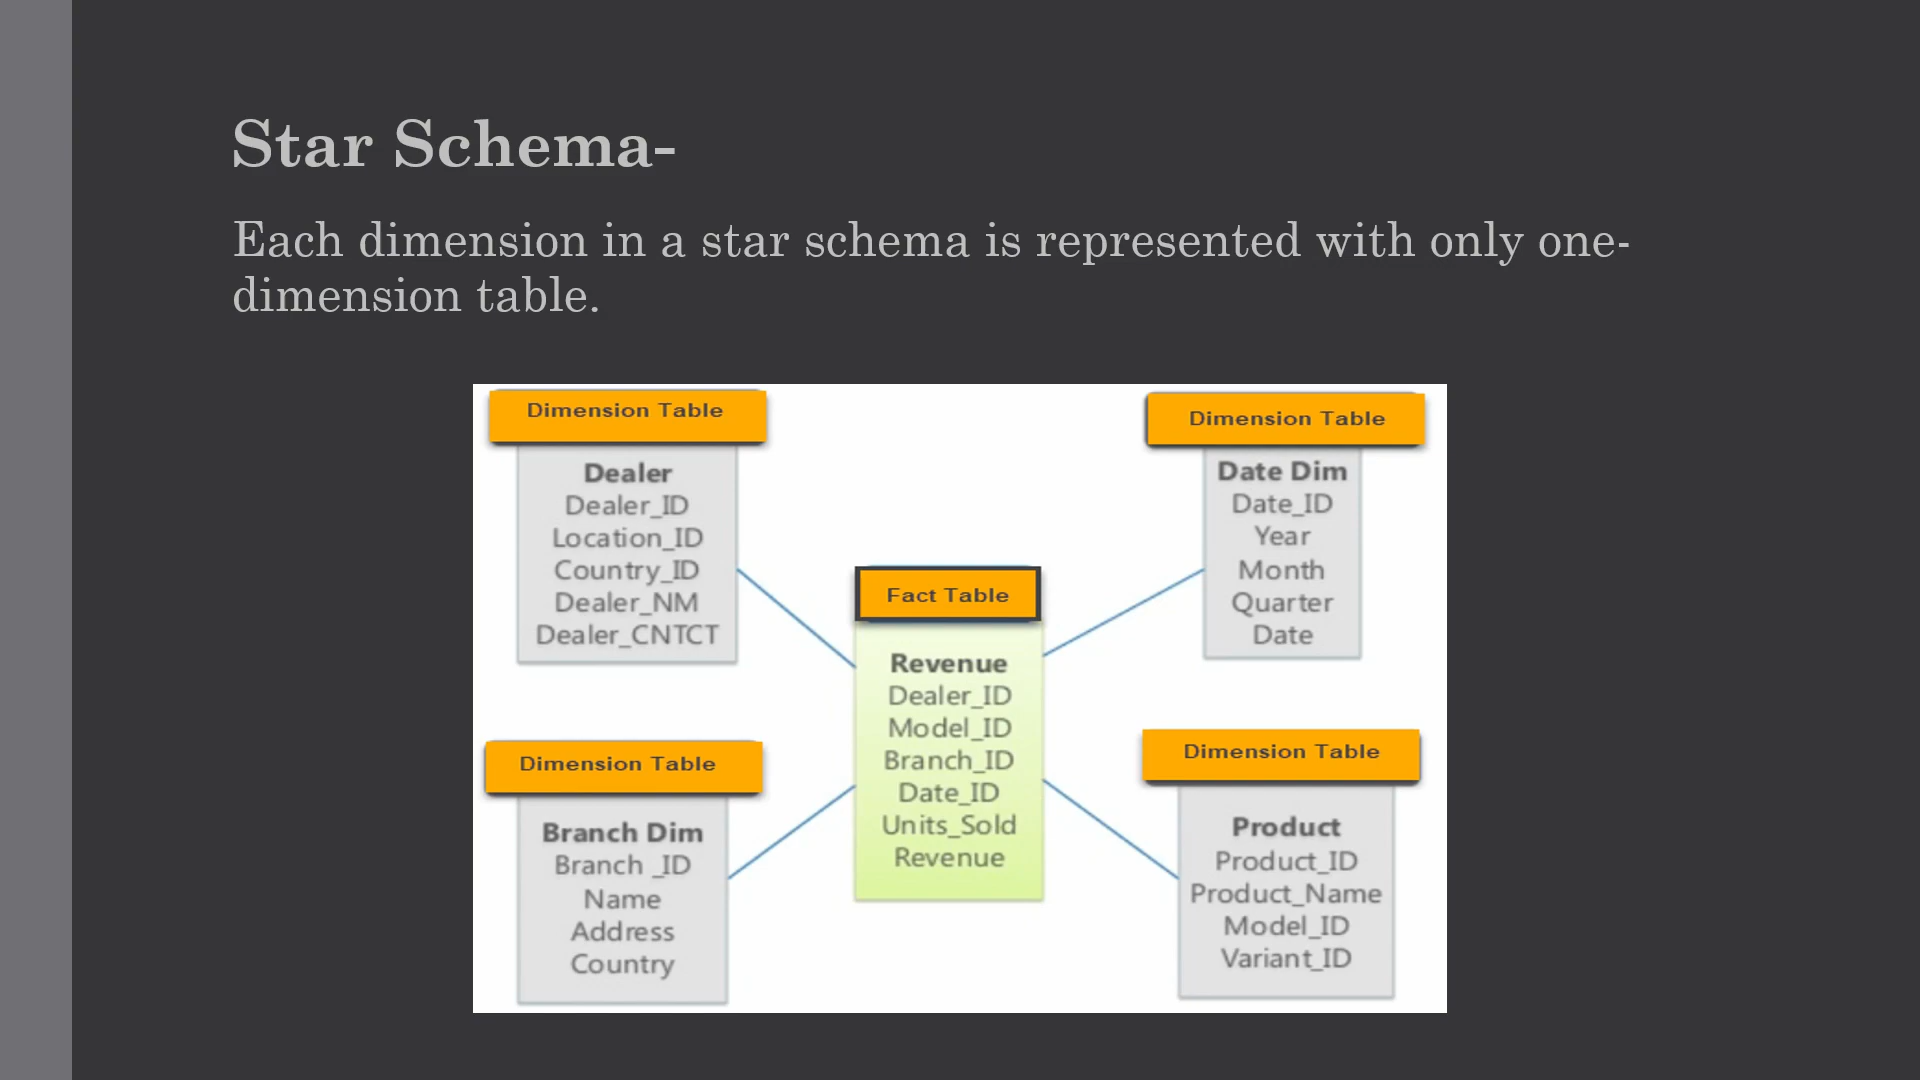 Star Schema-
Each dimension in a star schema is represented with only one-
dimension table.
Dimension Table
Dealer
Dealer_ID
Location_ID
Country_ID
Dealer_NM
Dealer_CNTCT
Dimension Table
Date Dim
Date_ID
Year
Month
Quarter
Date
Fact Table
Revenue
Dealer_ID
Model_ID
Branch_ID
Date_ID
Units_Sold
Revenue
Dimension Table
Branch Dim
Branch _ID
Name
Address
Country
Dimension Table
Product
Product_ID
Product_Name
Model_ID
Variant_ID